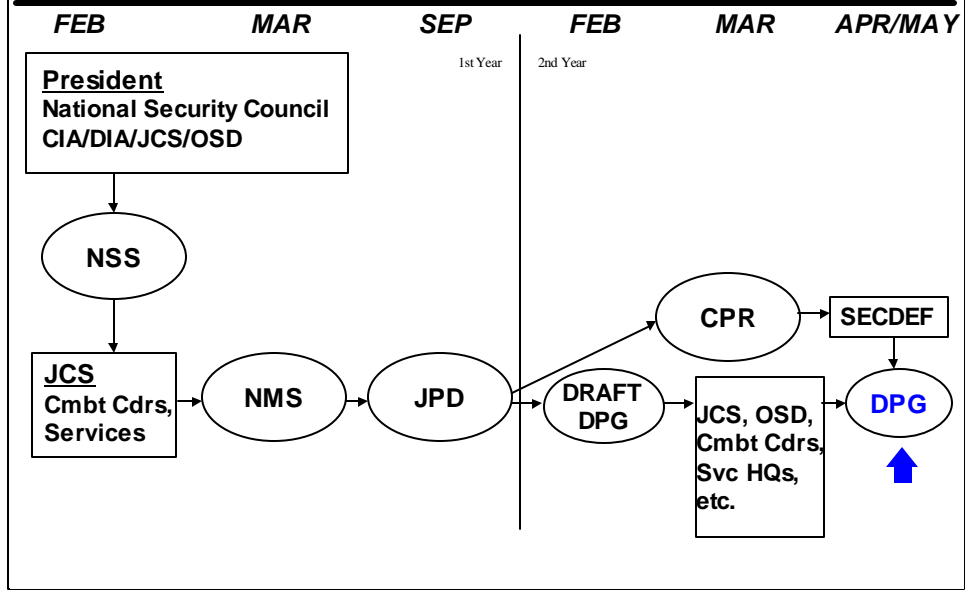 FEB MAR SEP FEB MAR APR/MAY
1st Year 2nd Year
President
National Security Council
CIA/DIA/JCS/OSD
NSS
CPR
SECDEF
JCS
Cmbt Cdrs,
Services
NMS
JPD
DRAFT
DPG
JCS, OSD,
Cmbt Cdrs,
Svc HQs,
etc.
DPG